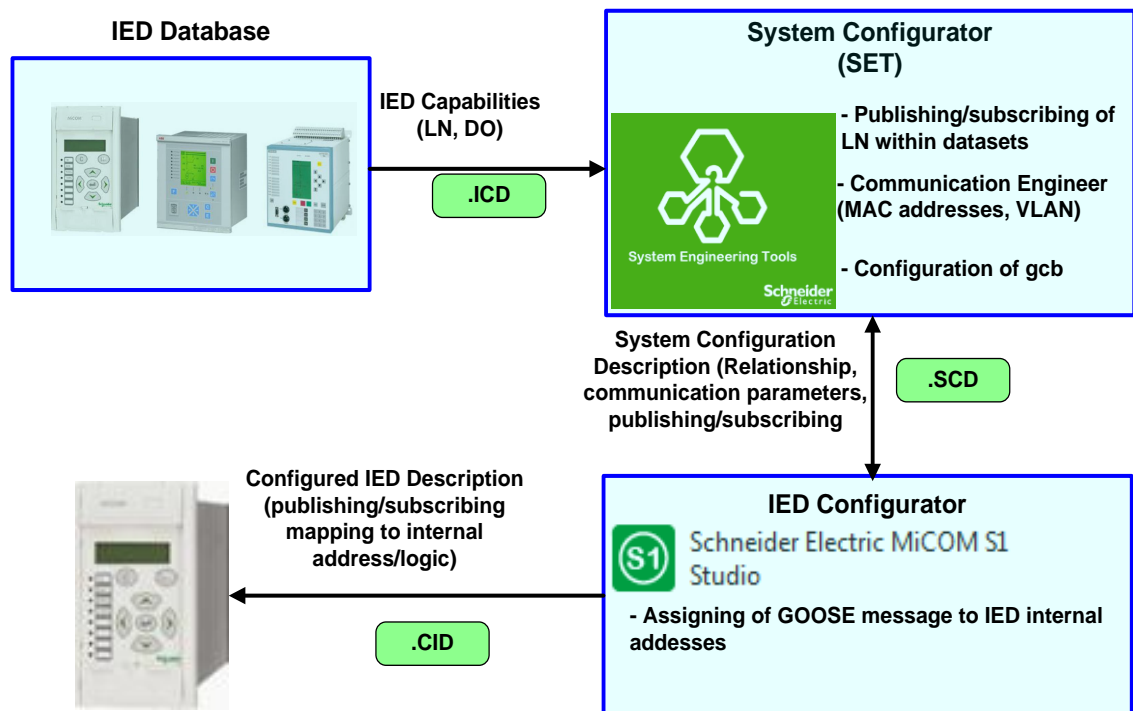 IED Database
IED Capabilities
(LN, DO)
.ICD
System Configurator
(SET)
- Publishing/subscribing of
LN within datasets
- Communication Engineer
(MAC addresses, VLAN)
- Configuration of gcb
System Engineering Tools
Schneider
Electric
System Configuration
Description (Relationship,
communication parameters,
publishing/subscribing
.SCD
Configured IED Description
(publishing/subscribing
mapping to internal
address/logic)
.CID
IED Configurator
S1
Schneider Electric MiCOM S1
Studio
- Assigning of GOOSE message to IED internal
addesses